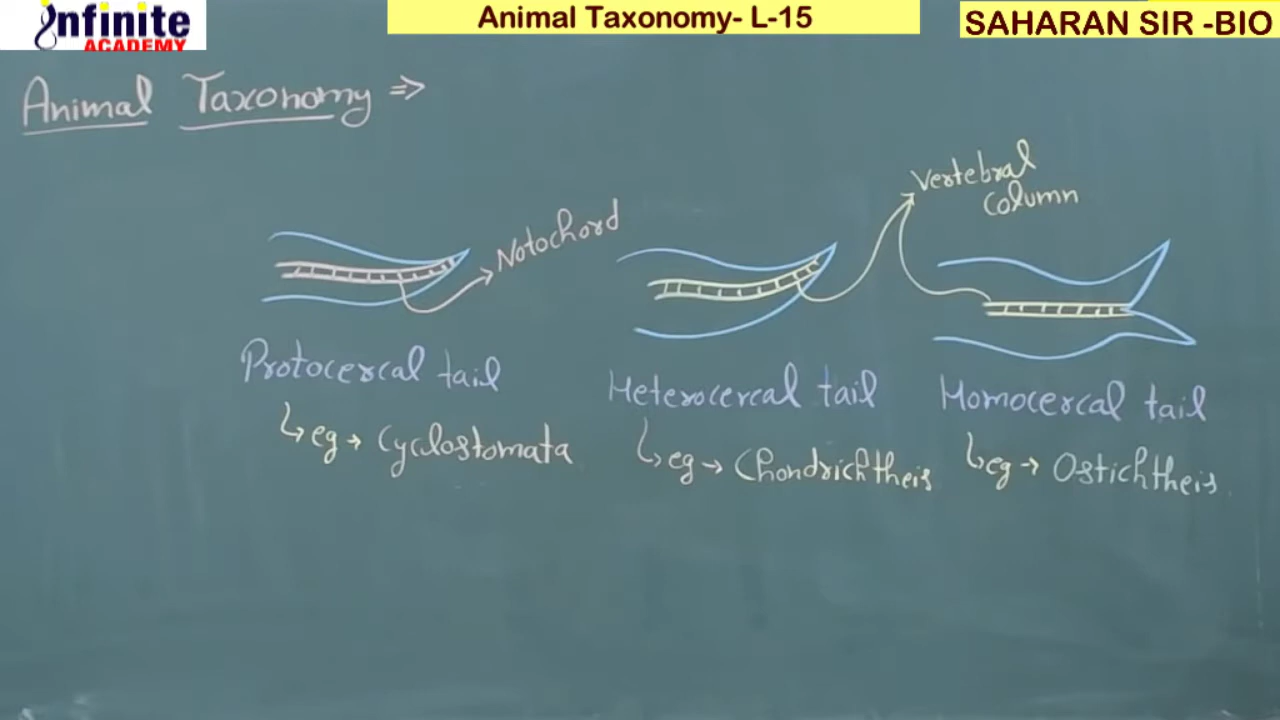 infinite
ACADEMY
Animal Taxonomy- L-15
SAHARAN SIR -BIO
Animal Taxonomy ⇒
Vertebral
Column
Notochord
Protocercal tail
Heterocercal tail
Homocercal tail
↳ eg → Cyclostomata
↳ eg → Chondrichtheis
↳ eg → Ostichtheis